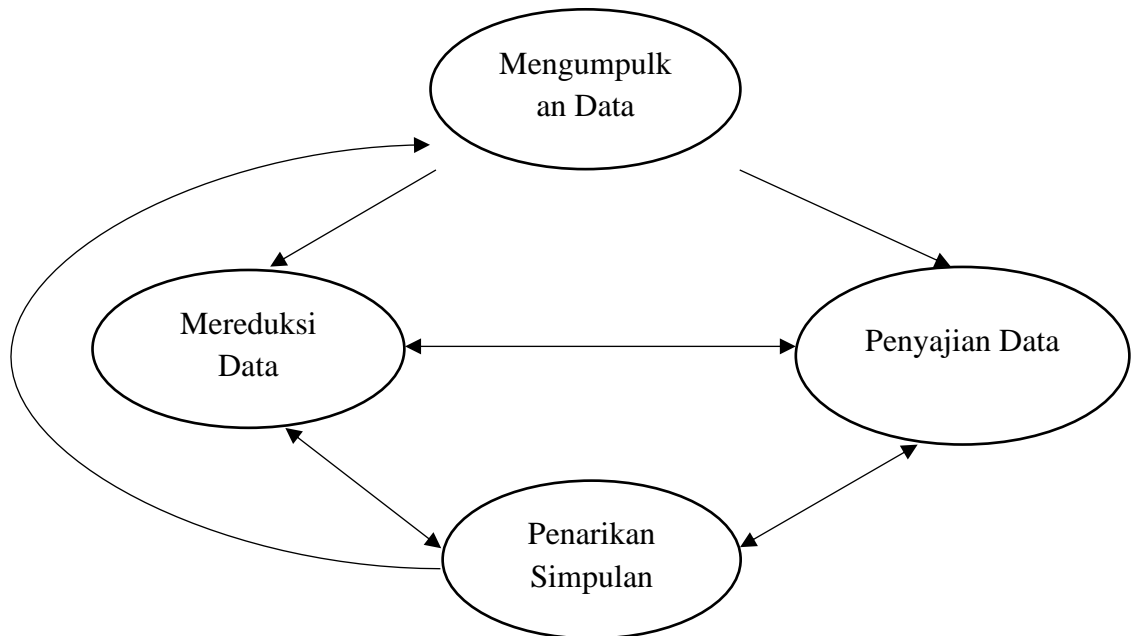 Mengumpulk
an Data
Mereduksi
Data
Penyajian Data
Penarikan
Simpulan